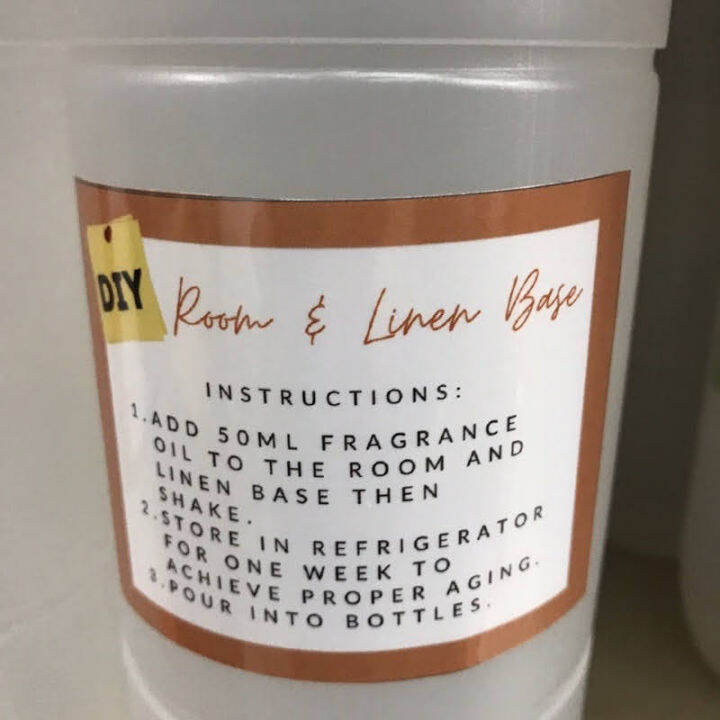 DIY
Room & Linen Base
INSTRUCTIONS:
1.ADD 50ML FRAGRANCE
OIL TO THE ROOM AND
LINEN BASE THEN
SHAKE.
2.STORE IN REFRIGERATOR
FOR ONE WEEK TO
ACHIEVE PROPER AGING.
3.POUR INTO BOTTLES.